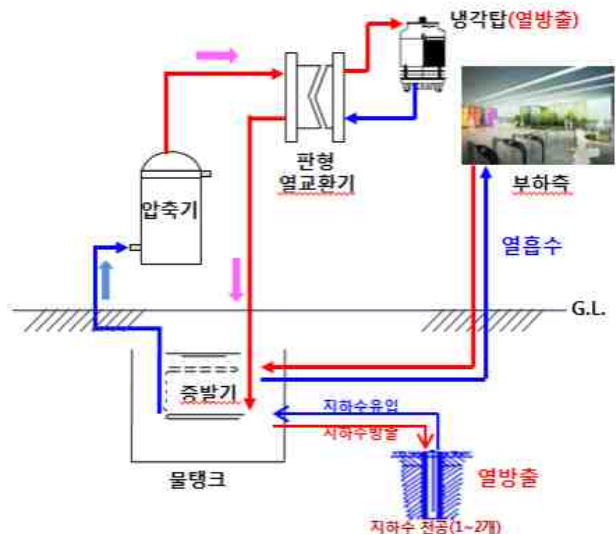 냉각탑(열방출)
판형
열교환기
압축기
부하측
열흡수
G.L.
증발기
지하수유입
지하수방출
물탱크
열방출
지하수 천공(1~2개)